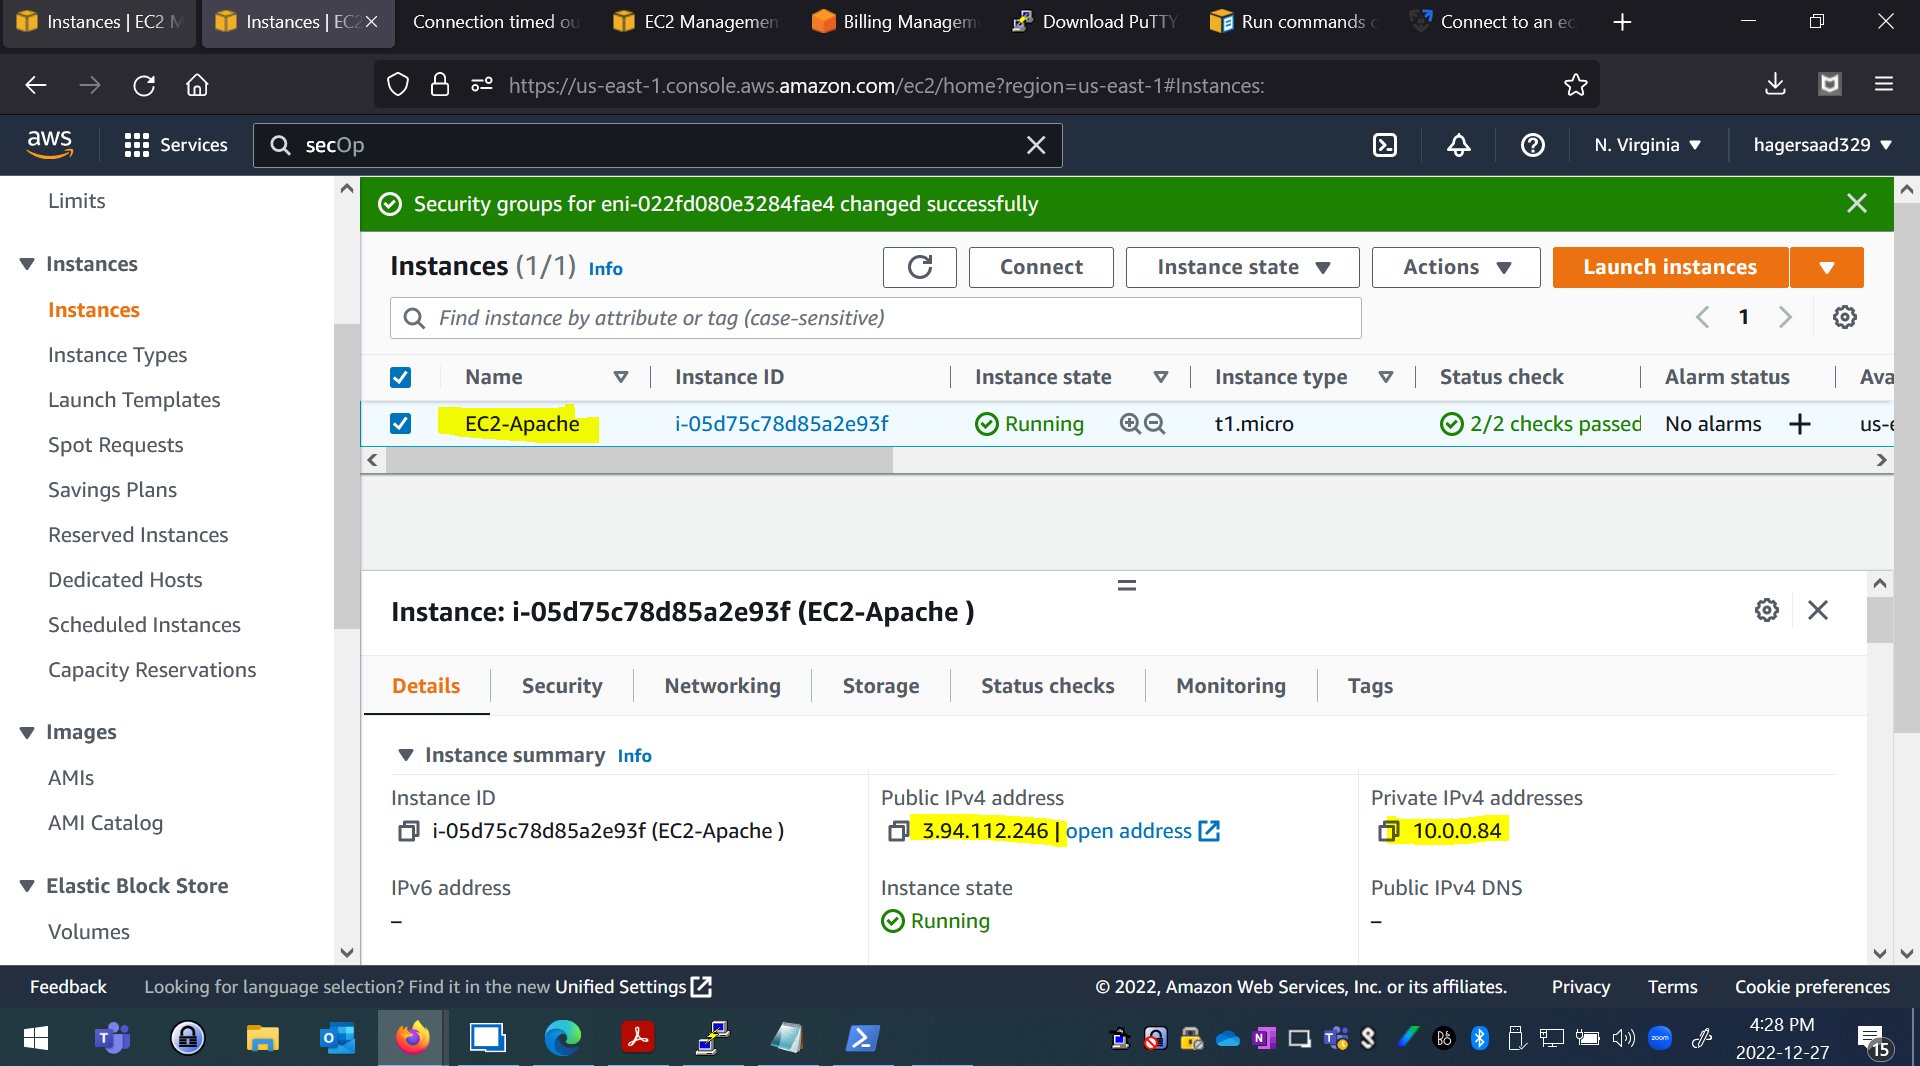 Instances | EC2 M
Instances | EC2
Connection timed ou
EC2 Managemen
Billing Managem
Download PuTTY
Run commands o
Connect to an ec
https://us-east-1.console.aws.amazon.com/ec2/home?region=us-east-1#Instances:
aws
Services
secOp
N. Virginia
hagersaad329
Limits
Instances
Instances
Instance Types
Launch Templates
Spot Requests
Savings Plans
Reserved Instances
Dedicated Hosts
Scheduled Instances
Capacity Reservations
Images
AMIs
AMI Catalog
Elastic Block Store
Volumes
Security groups for eni-022fd080e3284fae4 changed successfully
Instances (1/1) Info
Connect
Instance state
Actions
Launch instances
Find instance by attribute or tag (case-sensitive)
1
Name Instance ID Instance state Instance type Status check Alarm status Ava
EC2-Apache i-05d75c78d85a2e93f Running t1.micro 2/2 checks passed No alarms us-e
Instance: i-05d75c78d85a2e93f (EC2-Apache )
Details Security Networking Storage Status checks Monitoring Tags
Instance summary Info
Instance ID
i-05d75c78d85a2e93f (EC2-Apache )
Public IPv4 address
3.94.112.246 | open address
Private IPv4 addresses
10.0.0.84
IPv6 address
–
Instance state
Running
Public IPv4 DNS
–
Feedback
Looking for language selection? Find it in the new Unified Settings
© 2022, Amazon Web Services, Inc. or its affiliates.
Privacy
Terms
Cookie preferences
zoom
4:28 PM
2022-12-27
15